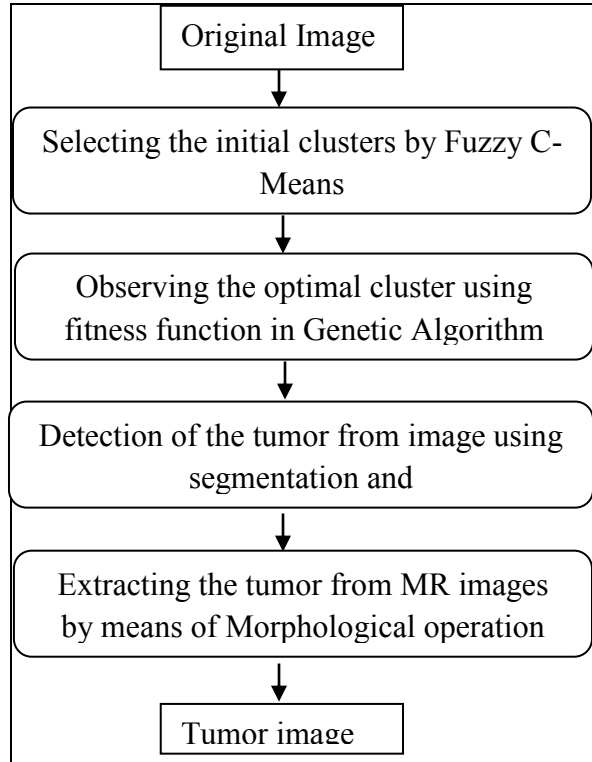 Original Image
Selecting the initial clusters by Fuzzy C-
Means
Observing the optimal cluster using
fitness function in Genetic Algorithm
Detection of the tumor from image using
segmentation and
Extracting the tumor from MR images
by means of Morphological operation
Tumor image